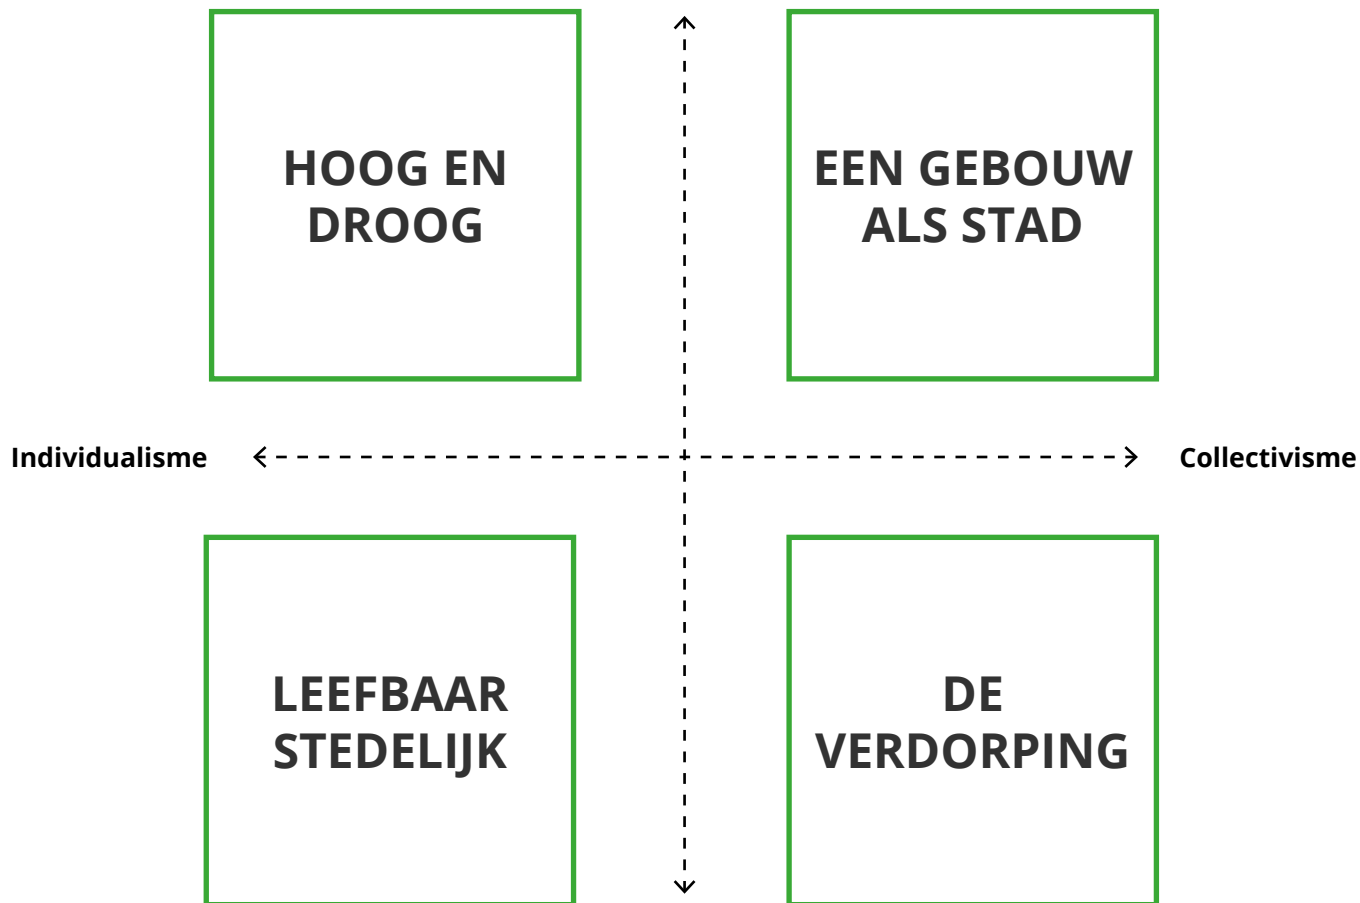 HOOG EN
DROOG
EEN GEBOUW
ALS STAD
Individualisme
Collectivisme
LEEFBAAR
STEDELIJK
DE
VERDORPING